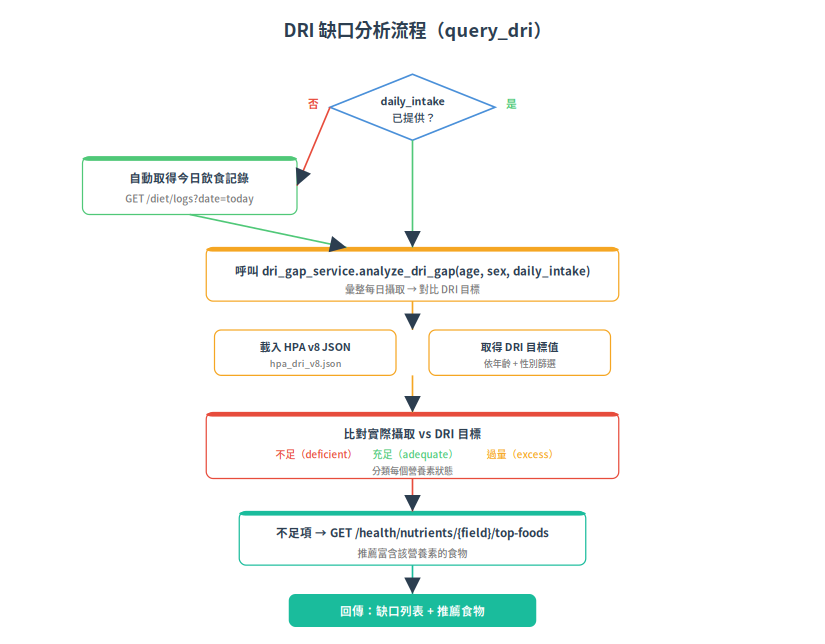 DRI 缺口分析流程（query_dri）
daily_intake
已提供？
否
是
自動取得今日飲食記錄
GET /diet/logs?date=today
呼叫 dri_gap_service.analyze_dri_gap(age, sex, daily_intake)
彙整每日攝取 → 對比 DRI 目標
載入 HPA v8 JSON
hpa_dri_v8.json
取得 DRI 目標值
依年齡 + 性別篩選
比對實際攝取 vs DRI 目標
不足（deficient）
充足（adequate）
過量（excess）
分類每個營養素狀態
不足項 → GET /health/nutrients/{field}/top-foods
推薦富含該營養素的食物
回傳：缺口列表 + 推薦食物